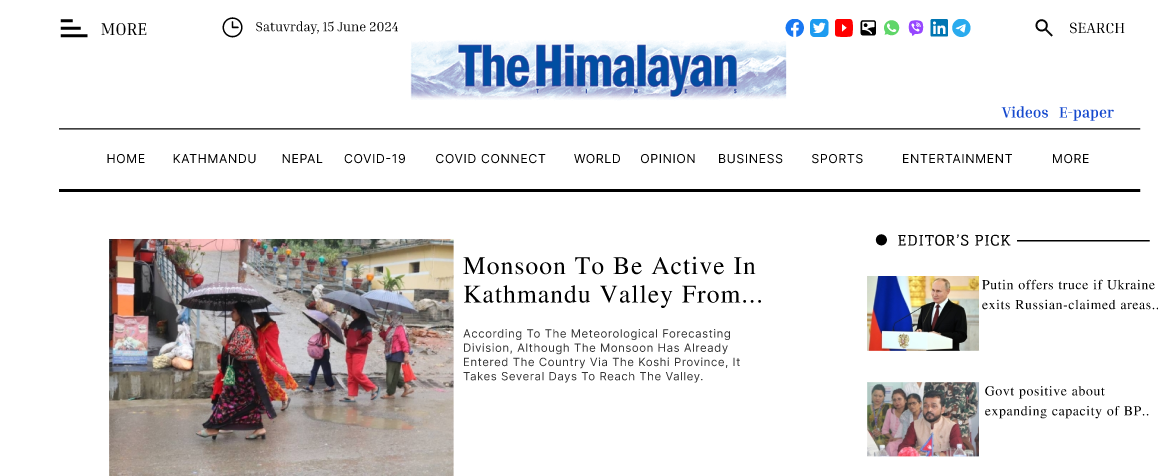 MORE
Satuvrday, 15 June 2024
SEARCH
The Himalayan
TIMES
Videos E-paper
HOME KATHMANDU NEPAL COVID-19 COVID CONNECT WORLD OPINION BUSINESS SPORTS ENTERTAINMENT MORE
EDITOR'S PICK
Monsoon To Be Active In
Kathmandu Valley From...
According To The Meteorological Forecasting
Division, Although The Monsoon Has Already
Entered The Country Via The Koshi Province, It
Takes Several Days To Reach The Valley.
Putin offers truce if Ukraine
exits Russian-claimed areas..
Govt positive about
expanding capacity of BP..